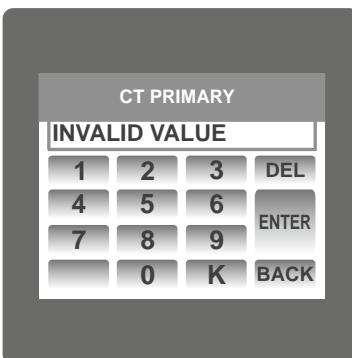 CT PRIMARY
INVALID VALUE
1 2 3 DEL
4 5 6 ENTER
7 8 9
0 K BACK